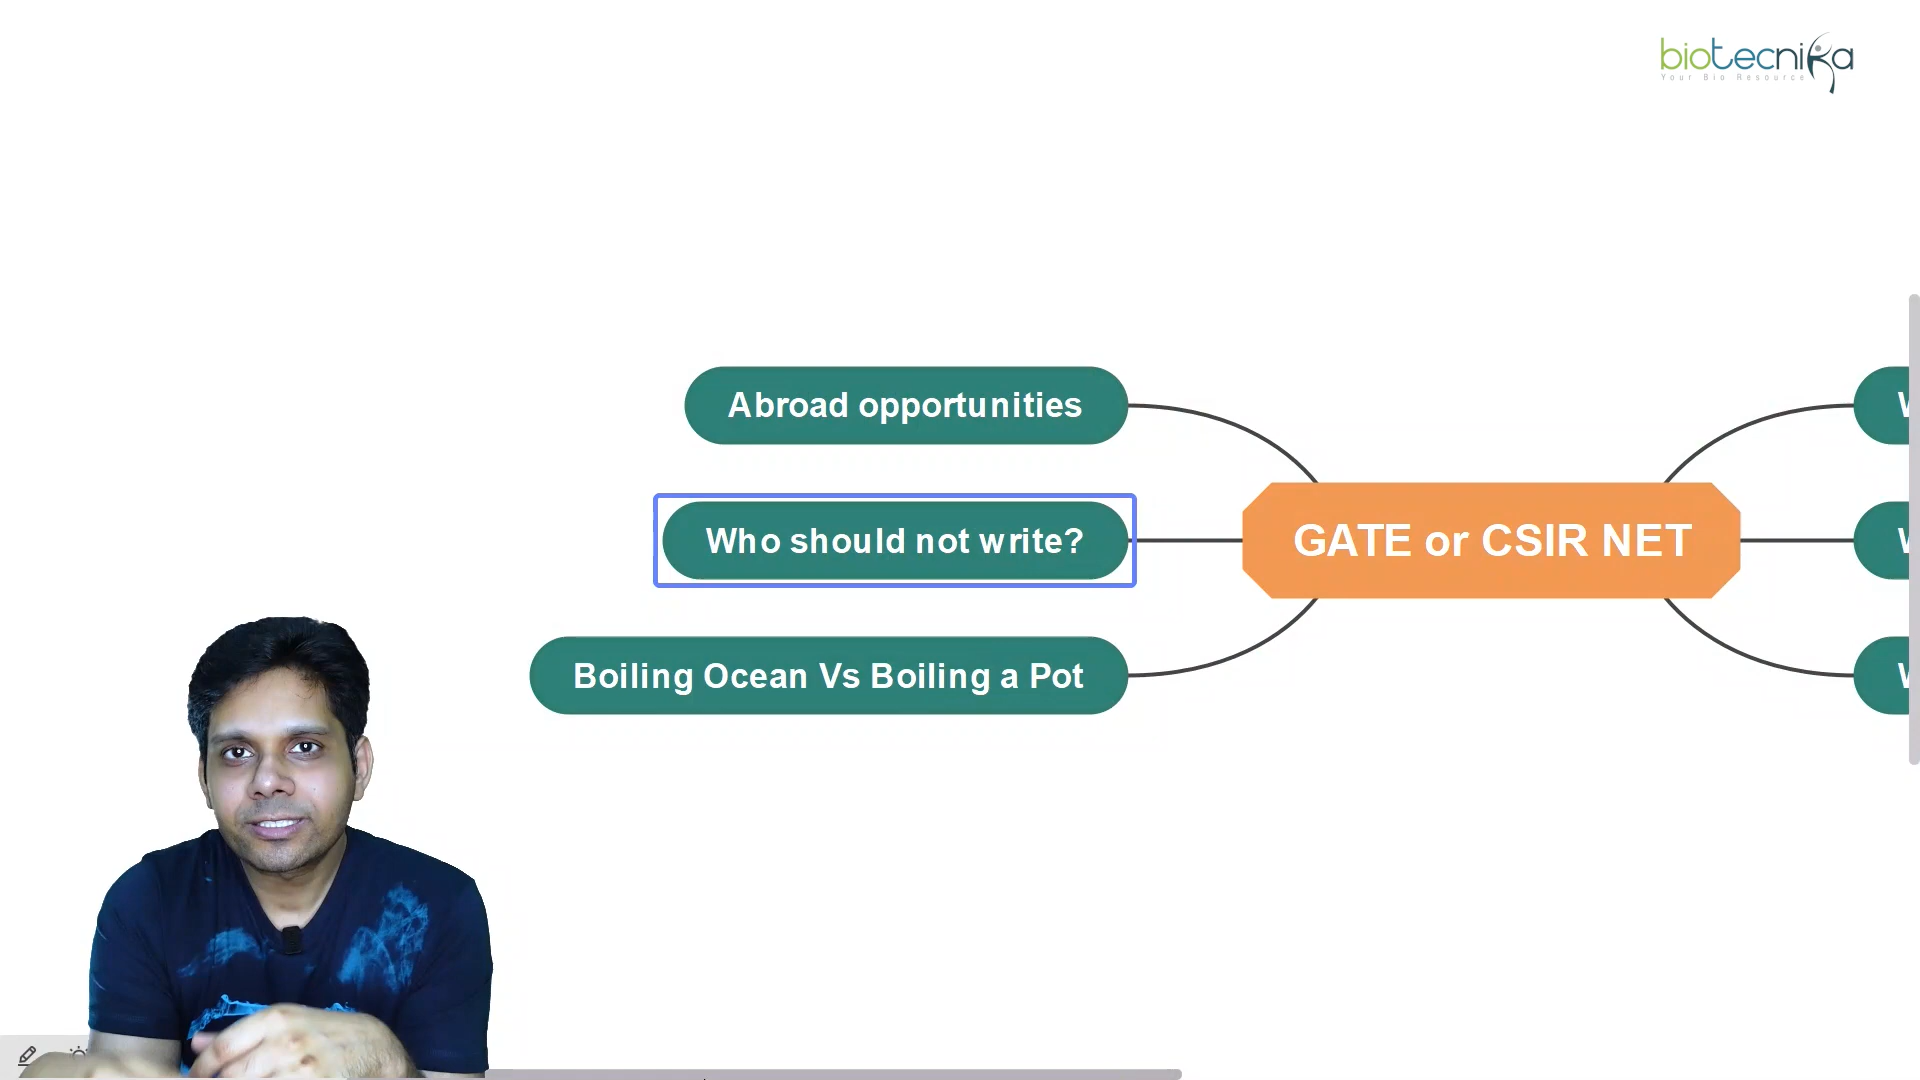 biotecnika
Your Bio Resource
Abroad opportunities
Who should not write?
GATE or CSIR NET
Boiling Ocean Vs Boiling a Pot